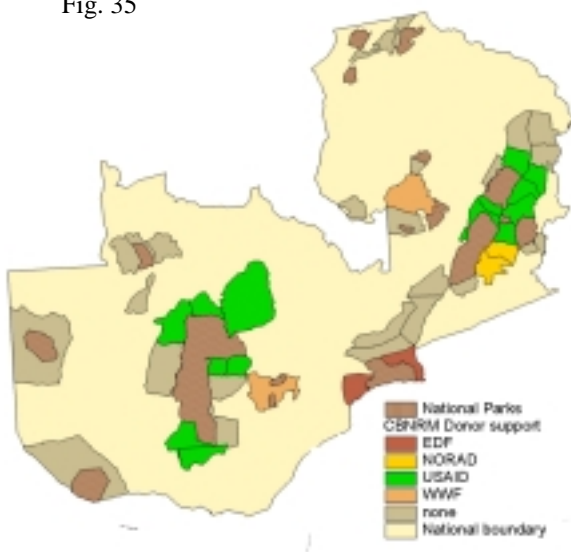 Fig. 35
National Parks
CBNRM Donor support
EDF
NORAD
USAID
WWF
none
National boundary